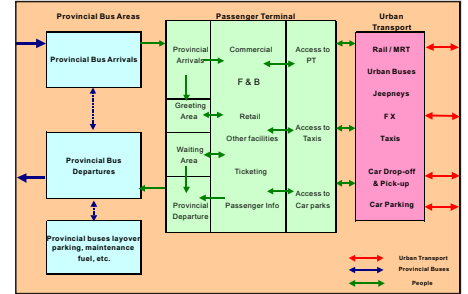 Provincial Bus Areas
Passenger Terminal
Urban
Transport
Provincial Bus Arrivals
Provincial Bus
Departures
Provincial buses layover
parking, maintenance
fuel, etc.
Provincial
Arrivals
Greeting
Area
Waiting
Area
Provincial
Departure
Commercial
F & B
Retail
Other facilities
Ticketing
Passenger Info
Access to
PT
Access to
Taxis
Access to
Car parks
Rail / MRT
Urban Buses
Jeepneys
F X
Taxis
Car Drop-off
& Pick-up
Car Parking
Urban Transport
Provincial Buses
People